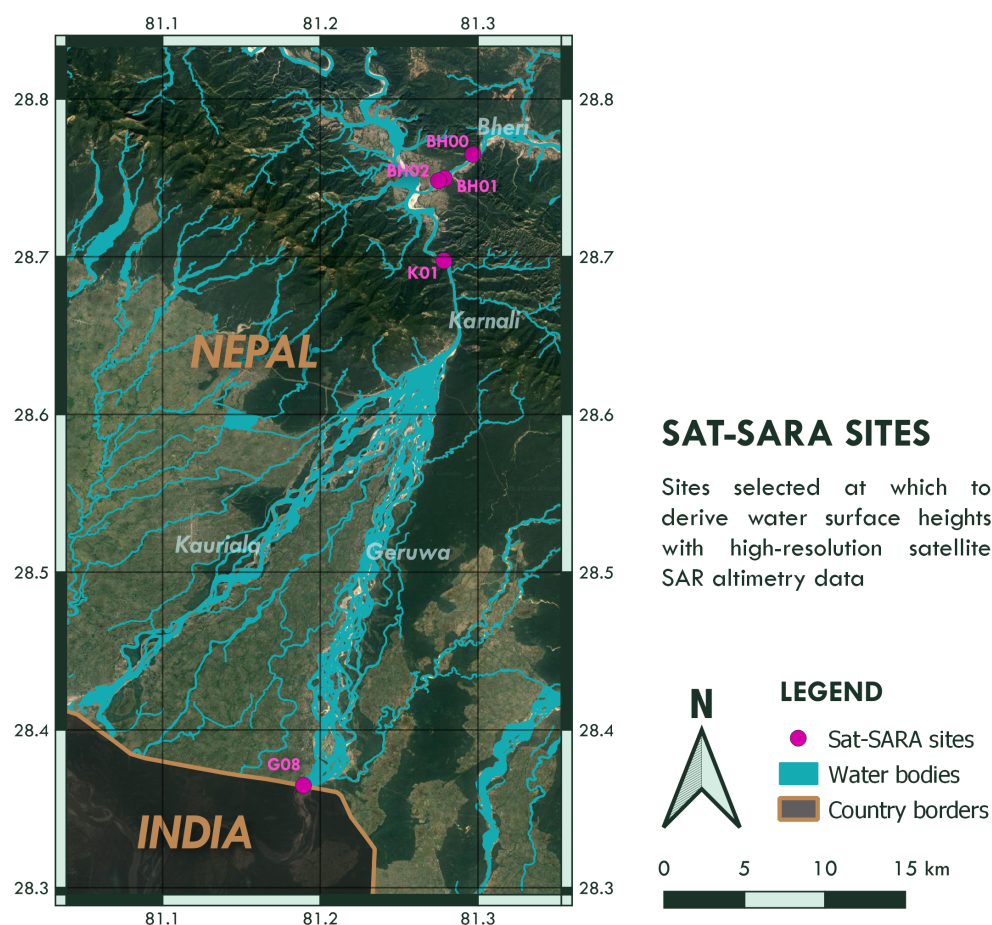 81.1 81.2 81.3
28.8 28.8
Bheri
BH00
BH02
BH01
28.7 28.7
K01
Karnali
NEPAL
28.6 28.6
SAT-SARA SITES
Sites selected at which to
derive water surface heights
with high-resolution satellite
SAR altimetry data
Kauriala
Geruwa
28.5 28.5
N
LEGEND
28.4 28.4
Sat-SARA sites
G08
Water bodies
Country borders
INDIA
0 5 10 15 km
28.3 28.3
81.1 81.2 81.3